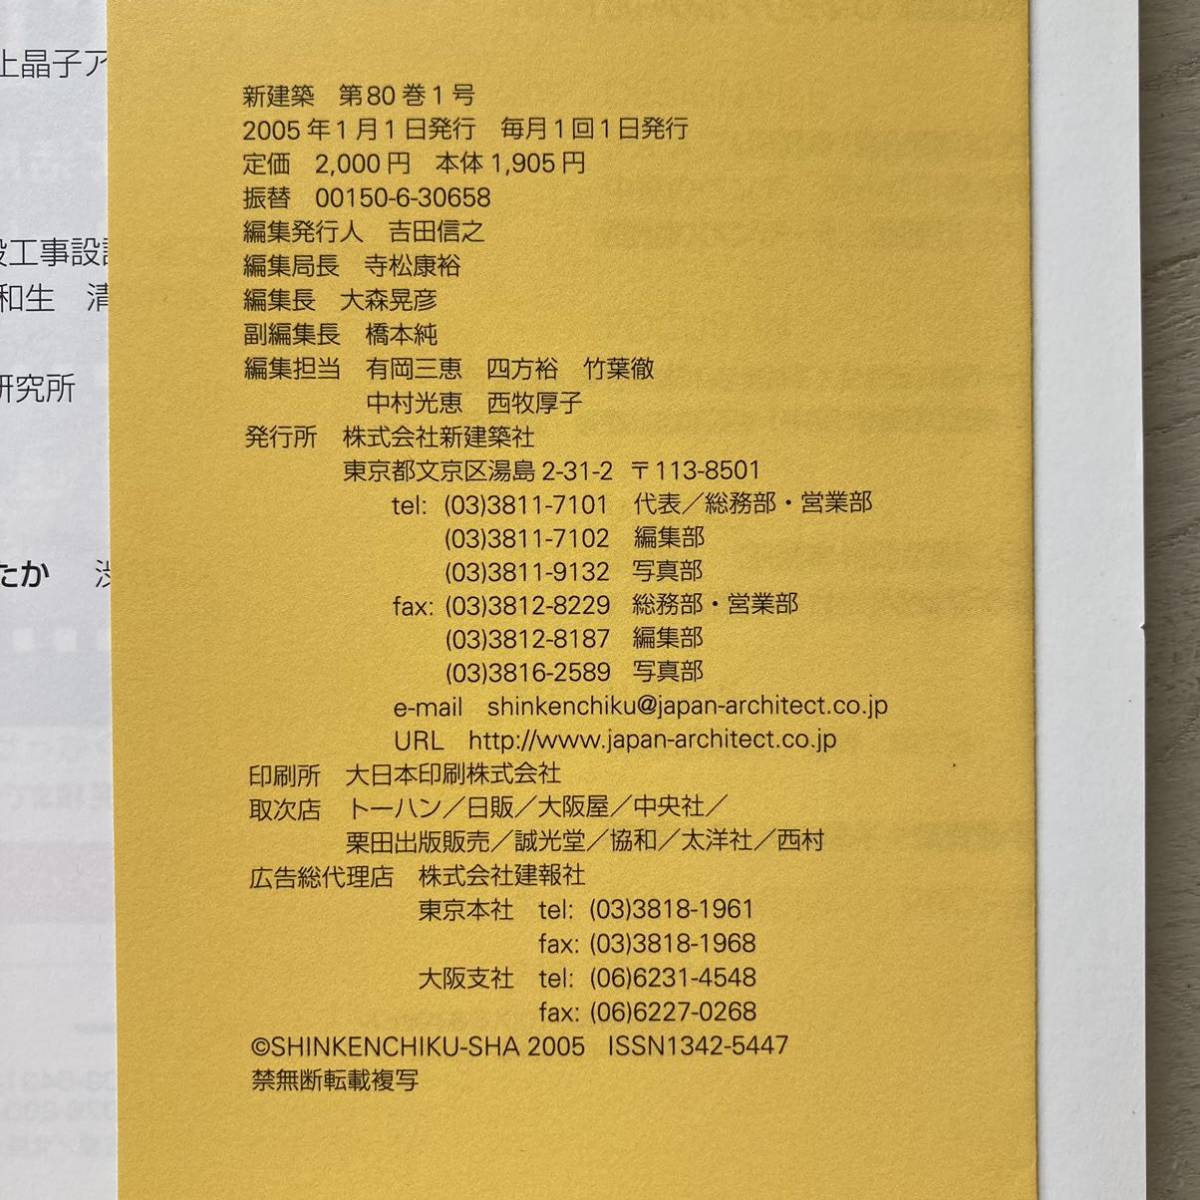 上晶子ア
工事設
和生　清
研究所
たか
新建築　第80巻1号
2005年1月1日発行　毎月1回1日発行
定価　2,000円　本体1,905円
振替　00150-6-30658
編集発行人　吉田信之
編集局長　寺松康裕
編集長　大森晃彦
副編集長　橋本純
編集担当　有岡三恵　四方裕　竹葉徹
中村光恵　西牧厚子
発行所　株式会社新建築社
東京都文京区湯島2-31-2　〒113-8501
tel: (03)3811-7101　代表／総務部・営業部
(03)3811-7102　編集部
(03)3811-9132　写真部
fax: (03)3812-8229　総務部・営業部
(03)3812-8187　編集部
(03)3816-2589　写真部
e-mail　shinkenchiku@japan-architect.co.jp
URL　http://www.japan-architect.co.jp
印刷所　大日本印刷株式会社
取次店　トーハン／日販／大阪屋／中央社／
栗田出版販売／誠光堂／協和／太洋社／西村
広告総代理店　株式会社建報社
東京本社　tel: (03)3818-1961
fax: (03)3818-1968
大阪支社　tel: (06)6231-4548
fax: (06)6227-0268
©SHINKENCHIKU-SHA 2005　ISSN1342-5447
禁無断転載複写